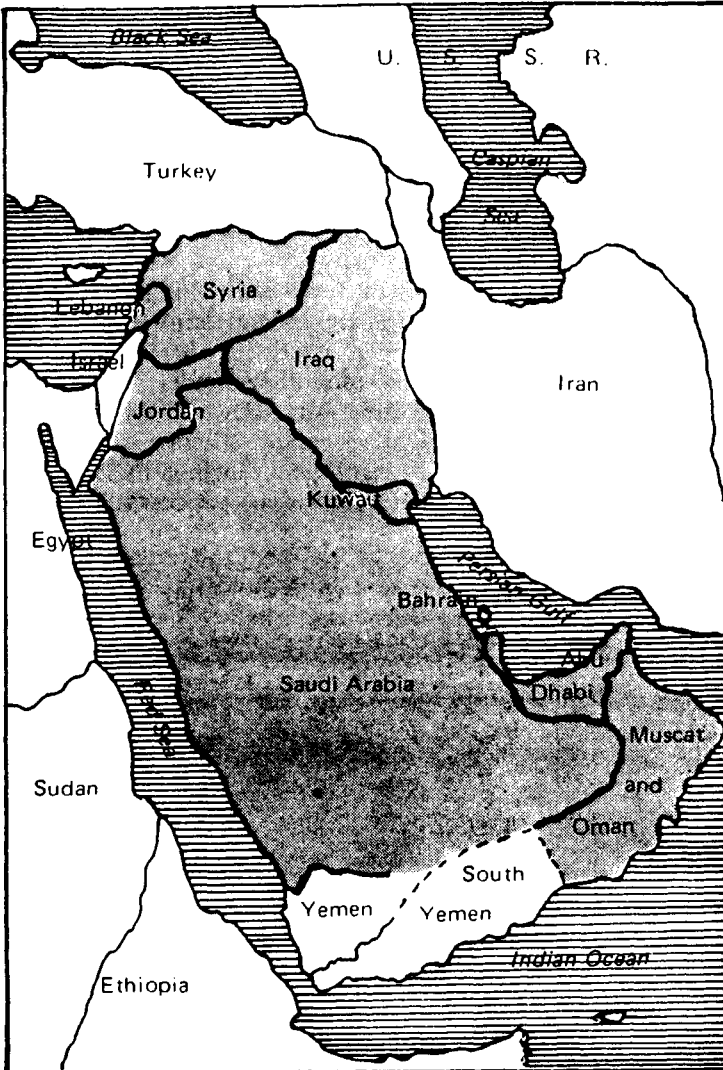 Black Sea
U. S. S. R.
Caspian
Sea
Turkey
Syria
Lebanon
Israel
Iraq
Iran
Jordan
Kuwait
Egypt
Persian Gulf
Bahrain
Abu
Dhabi
Saudi Arabia
Red Sea
Muscat
and
Oman
Sudan
South
Yemen
Yemen
Indian Ocean
Ethiopia